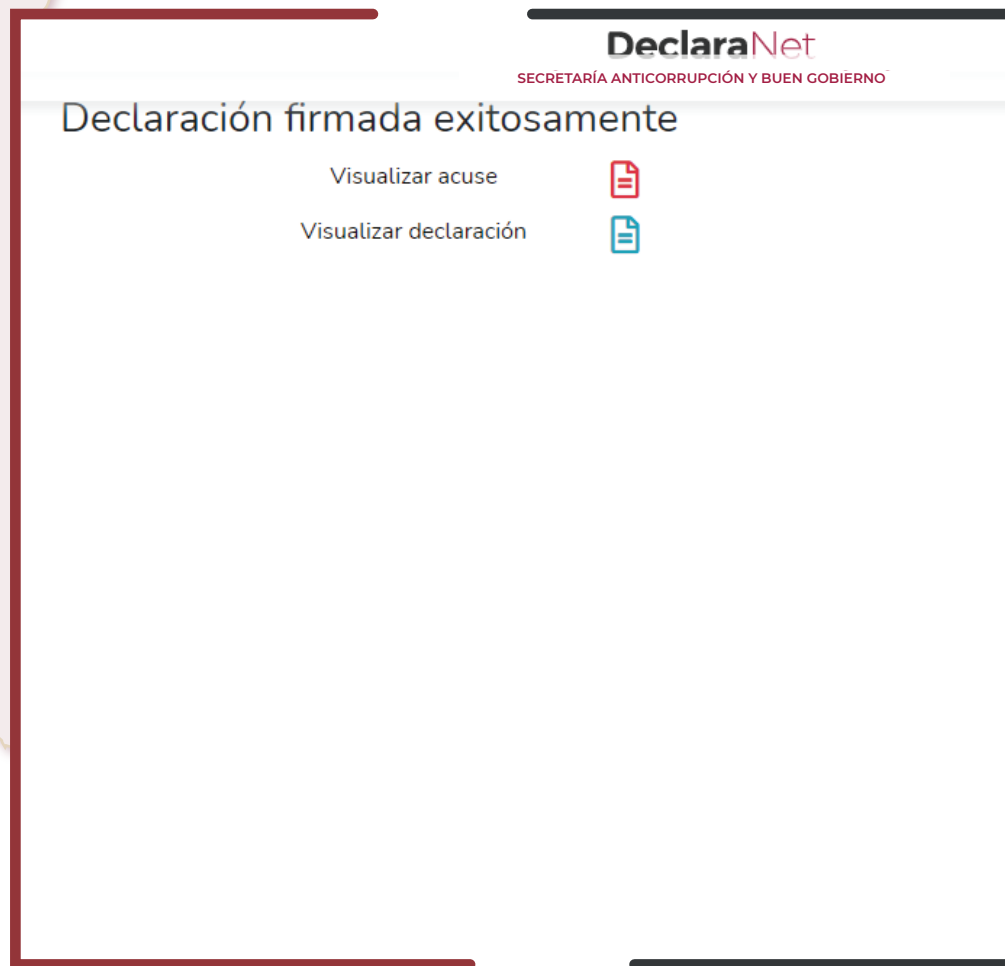 DeclaraNet
SECRETARÍA ANTICORRUPCIÓN Y BUEN GOBIERNO
Declaración firmada exitosamente
Visualizar acuse
Visualizar declaración